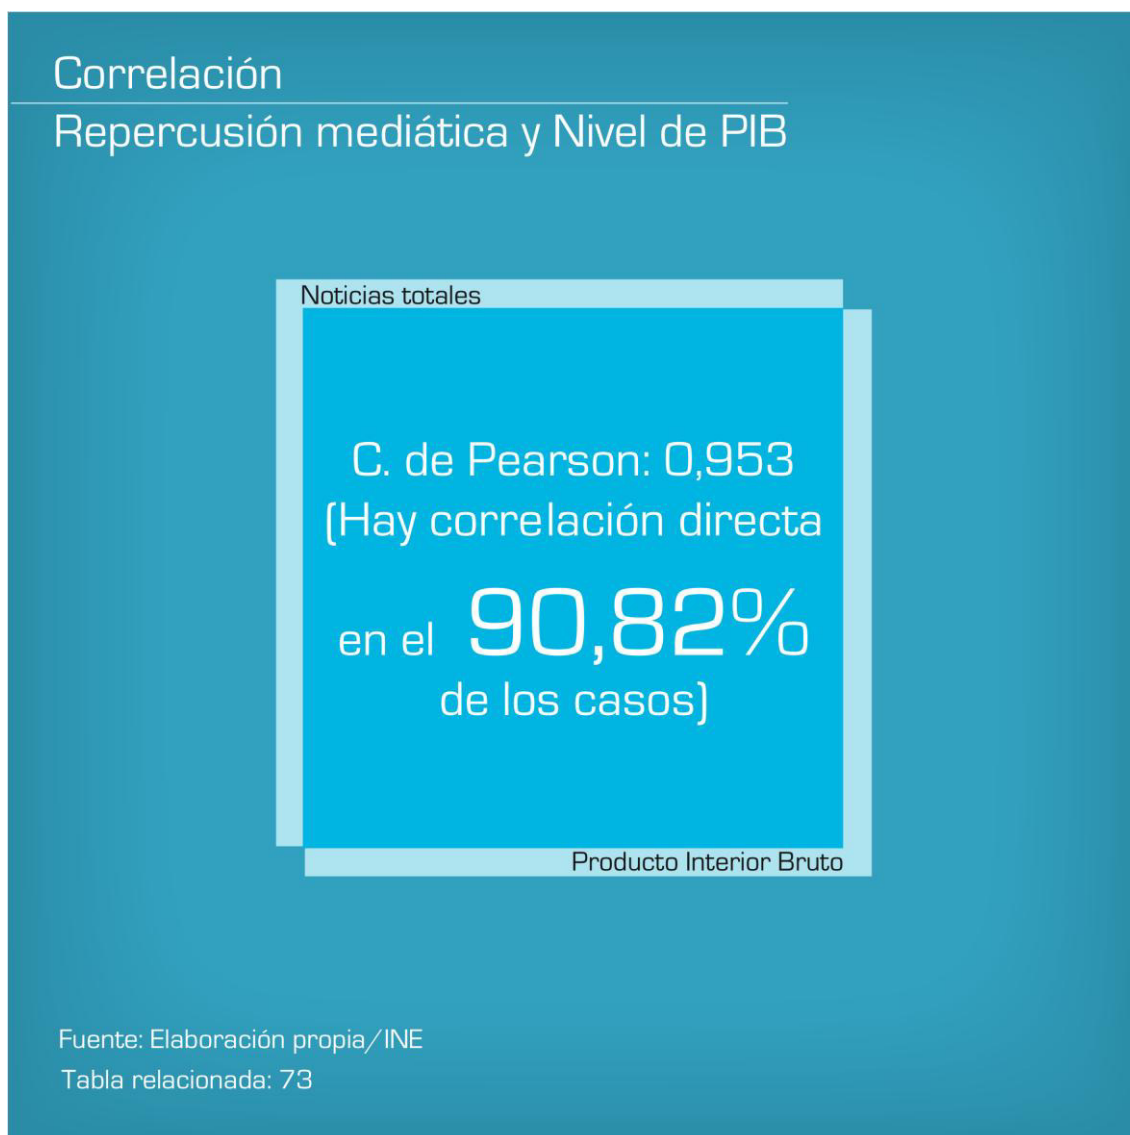 Correlación
Repercusión mediática y Nivel de PIB
Noticias totales
C. de Pearson: 0,953
(Hay correlación directa
en el 90,82%
de los casos)
Producto Interior Bruto
Fuente: Elaboración propia/INE
Tabla relacionada: 73